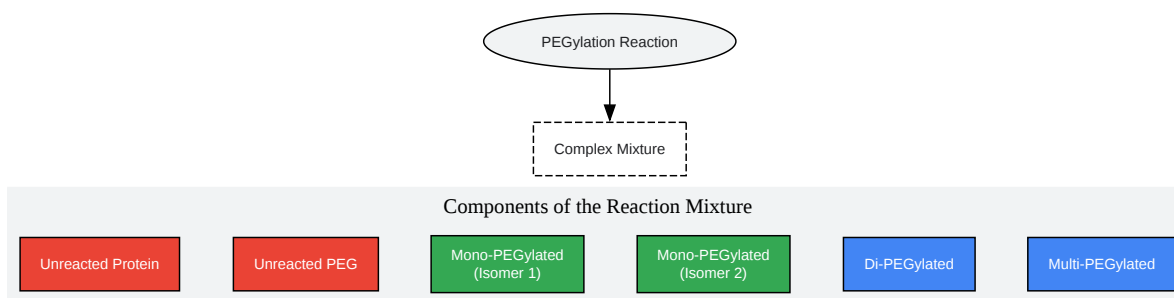 PEGylation Reaction
Complex Mixture
Components of the Reaction Mixture
Unreacted Protein
Unreacted PEG
Mono-PEGylated
(Isomer 1)
Mono-PEGylated
(Isomer 2)
Di-PEGylated
Multi-PEGylated